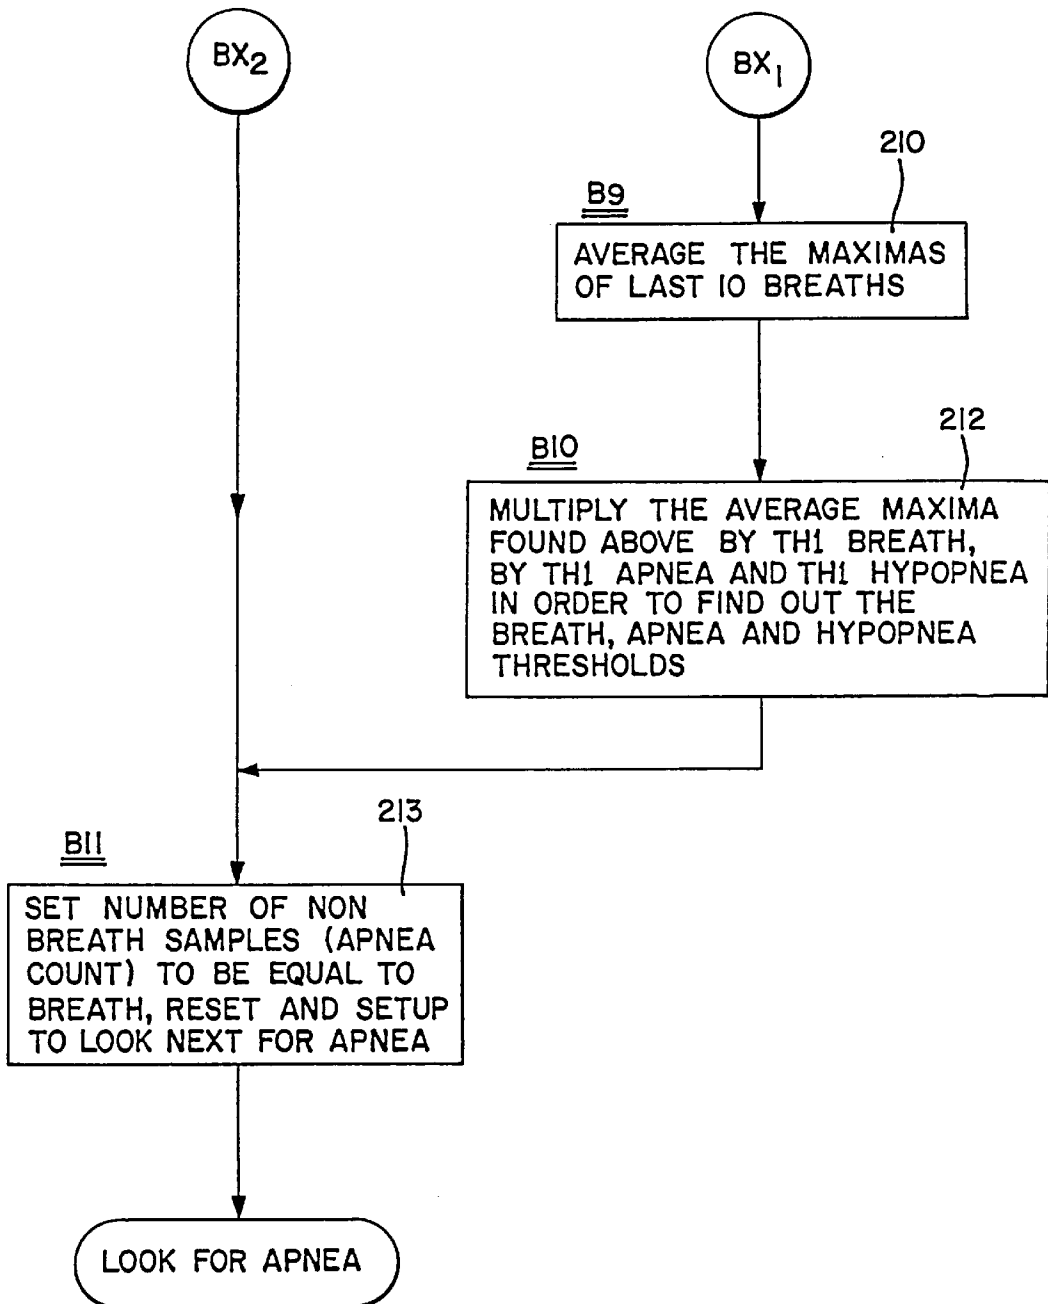 BX2
BX1
210
B9
AVERAGE THE MAXIMAS
OF LAST 10 BREATHS
212
B10
MULTIPLY THE AVERAGE MAXIMA
FOUND ABOVE BY TH1 BREATH,
BY TH1 APNEA AND TH1 HYPOPNEA
IN ORDER TO FIND OUT THE
BREATH, APNEA AND HYPOPNEA
THRESHOLDS
213
B11
SET NUMBER OF NON
BREATH SAMPLES (APNEA
COUNT) TO BE EQUAL TO
BREATH, RESET AND SETUP
TO LOOK NEXT FOR APNEA
LOOK FOR APNEA